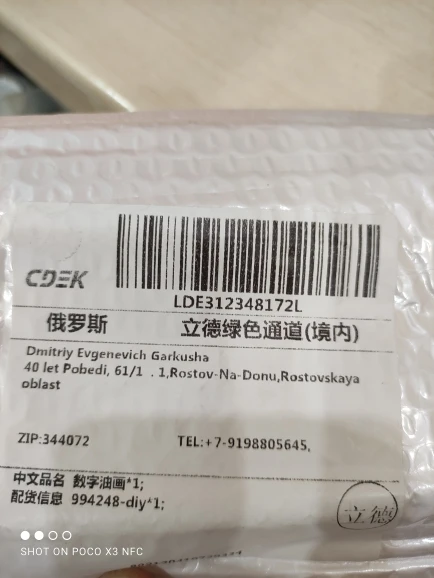 CDEK
LDE312348172L
俄罗斯 立德绿色通道(境内)
Dmitriy Evgenevich Garkusha
40 let Pobedi, 61/1 . 1,Rostov-Na-Donu,Rostovskaya
oblast
ZIP:344072 TEL:+7-9198805645,
中文品名 数字油画*1;
配货信息 994248-diy*1;
立德
SHOT ON POCO X3 NFC